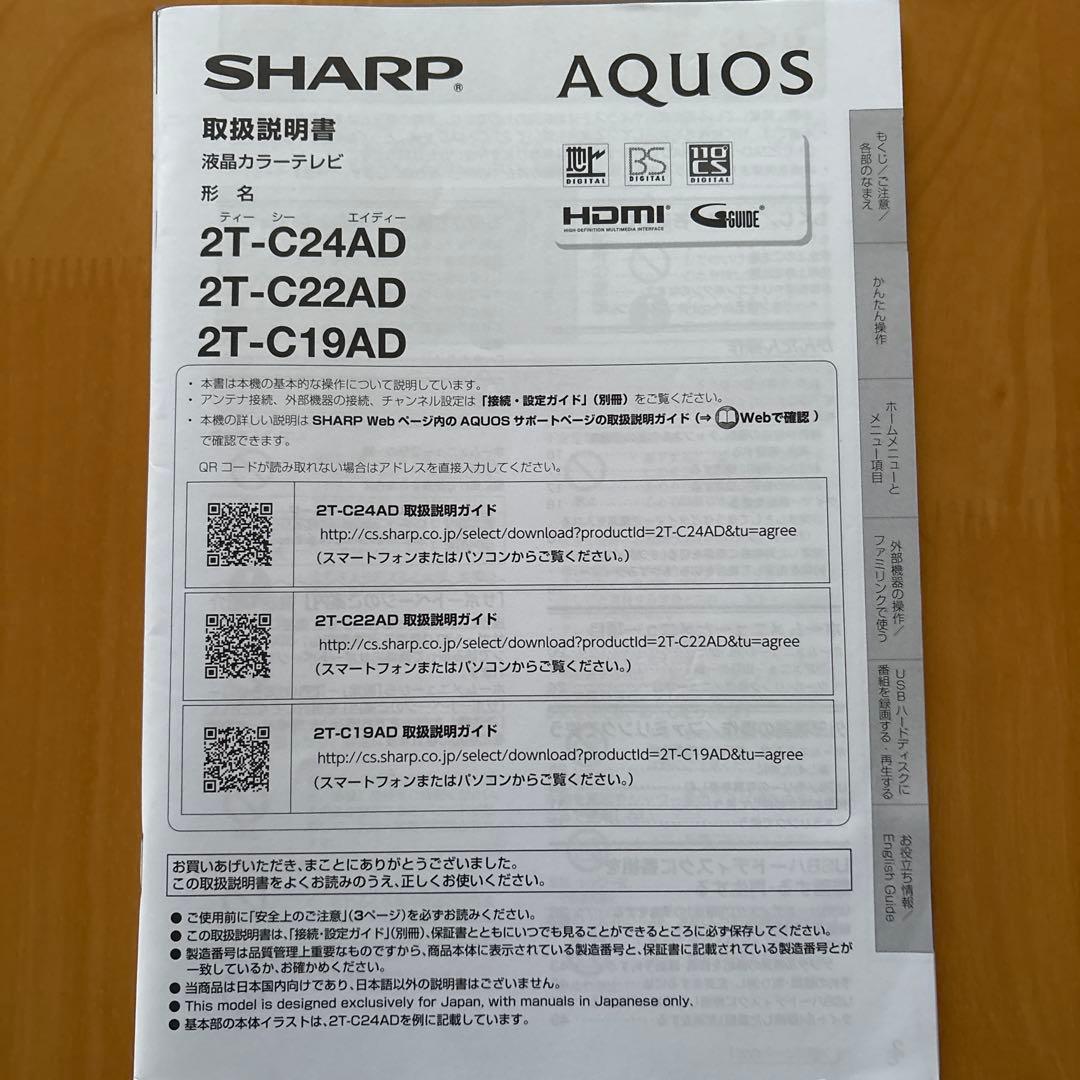 SHARP®
AQUOS
取扱説明書
液晶カラーテレビ
形 名
ティー シー エイディー
2T-C24AD
2T-C22AD
2T-C19AD
地上 DIGITAL
BS DIGITAL
110°CS DIGITAL
HDMI®
HIGH-DEFINITION MULTIMEDIA INTERFACE
G-GUIDE®
・本書は本機の基本的な操作について説明しています。
・アンテナ接続、外部機器の接続、チャンネル設定は「接続・設定ガイド」(別冊)をご覧ください。
・本機の詳しい説明は SHARP Web ページ内の AQUOS サポートページの取扱説明ガイド(⇒ Webで確認)
で確認できます。
QRコードが読み取れない場合はアドレスを直接入力してください。
2T-C24AD 取扱説明ガイド
http://cs.sharp.co.jp/select/download?productId=2T-C24AD&tu=agree
(スマートフォンまたはパソコンからご覧ください。)
2T-C22AD 取扱説明ガイド
http://cs.sharp.co.jp/select/download?productId=2T-C22AD&tu=agree
(スマートフォンまたはパソコンからご覧ください。)
2T-C19AD 取扱説明ガイド
http://cs.sharp.co.jp/select/download?productId=2T-C19AD&tu=agree
(スマートフォンまたはパソコンからご覧ください。)
お買いあげいただき、まことにありがとうございました。
この取扱説明書をよくお読みのうえ、正しくお使いください。
● ご使用前に「安全上のご注意」(3ページ)を必ずお読みください。
● この取扱説明書は、「接続・設定ガイド」(別冊)、保証書とともにいつでも見ることができるところに必ず保存してください。
● 製造番号は品質管理上重要なものですから、商品本体に表示されている製造番号と、保証書に記載されている製造番号とが
一致しているか、お確かめください。
● 当商品は日本国内向けであり、日本語以外の説明書はございません。
● This model is designed exclusively for Japan, with manuals in Japanese only.
● 基本部の本体イラストは、2T-C24ADを例に記載しています。
もくじ/ご注意/
各部のなまえ
かんたん操作
ホームメニューと
メニュー項目
外部機器の操作/
ファミリンクで使う
USBハードディスクに
番組を録画する・再生する
お役立ち情報/
English Guide